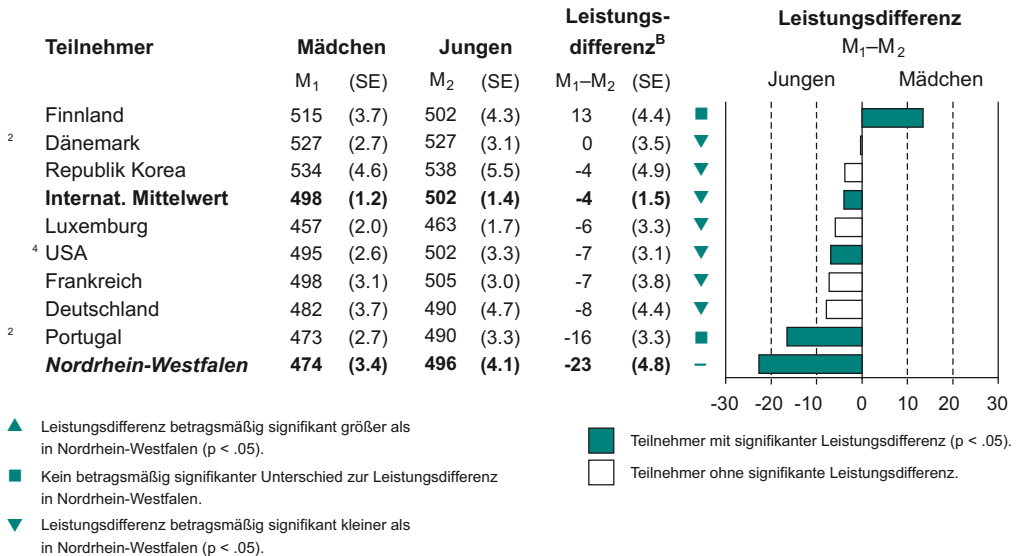 Leistungs- Leistungsdifferenz
Teilnehmer Mädchen Jungen differenzᴮ M₁–M₂
M₁ (SE) M₂ (SE) M₁–M₂ (SE) Jungen Mädchen
Finnland 515 (3.7) 502 (4.3) 13 (4.4) ■
² Dänemark 527 (2.7) 527 (3.1) 0 (3.5) ▼
Republik Korea 534 (4.6) 538 (5.5) -4 (4.9) ▼
Internat. Mittelwert 498 (1.2) 502 (1.4) -4 (1.5) ▼
Luxemburg 457 (2.0) 463 (1.7) -6 (3.3) ▼
⁴ USA 495 (2.6) 502 (3.3) -7 (3.1) ▼
Frankreich 498 (3.1) 505 (3.0) -7 (3.8) ▼
Deutschland 482 (3.7) 490 (4.7) -8 (4.4) ▼
² Portugal 473 (2.7) 490 (3.3) -16 (3.3) ■
Nordrhein-Westfalen 474 (3.4) 496 (4.1) -23 (4.8) –
-30 -20 -10 0 10 20 30
▲ Leistungsdifferenz betragsmäßig signifikant größer als
in Nordrhein-Westfalen (p < .05).
■ Kein betragsmäßig signifikanter Unterschied zur Leistungsdifferenz
in Nordrhein-Westfalen.
▼ Leistungsdifferenz betragsmäßig signifikant kleiner als
in Nordrhein-Westfalen (p < .05).
Teilnehmer mit signifikanter Leistungsdifferenz (p < .05).
Teilnehmer ohne signifikante Leistungsdifferenz.